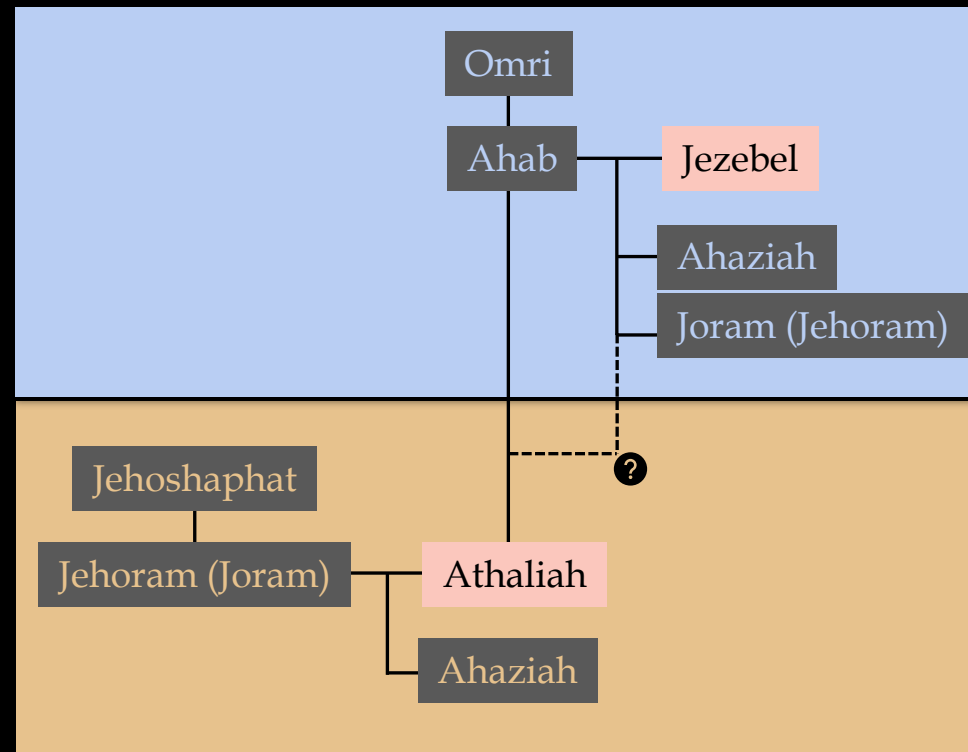 Omri
Ahab
Jezebel
Ahaziah
Joram (Jehoram)
?
Jehoshaphat
Jehoram (Joram)
Athaliah
Ahaziah